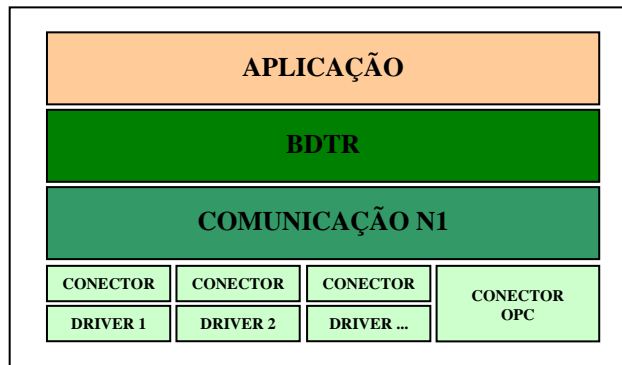 APLICAÇÃO
BDTR
COMUNICAÇÃO N1
CONECTOR
CONECTOR
CONECTOR
CONECTOR
OPC
DRIVER 1
DRIVER 2
DRIVER ...